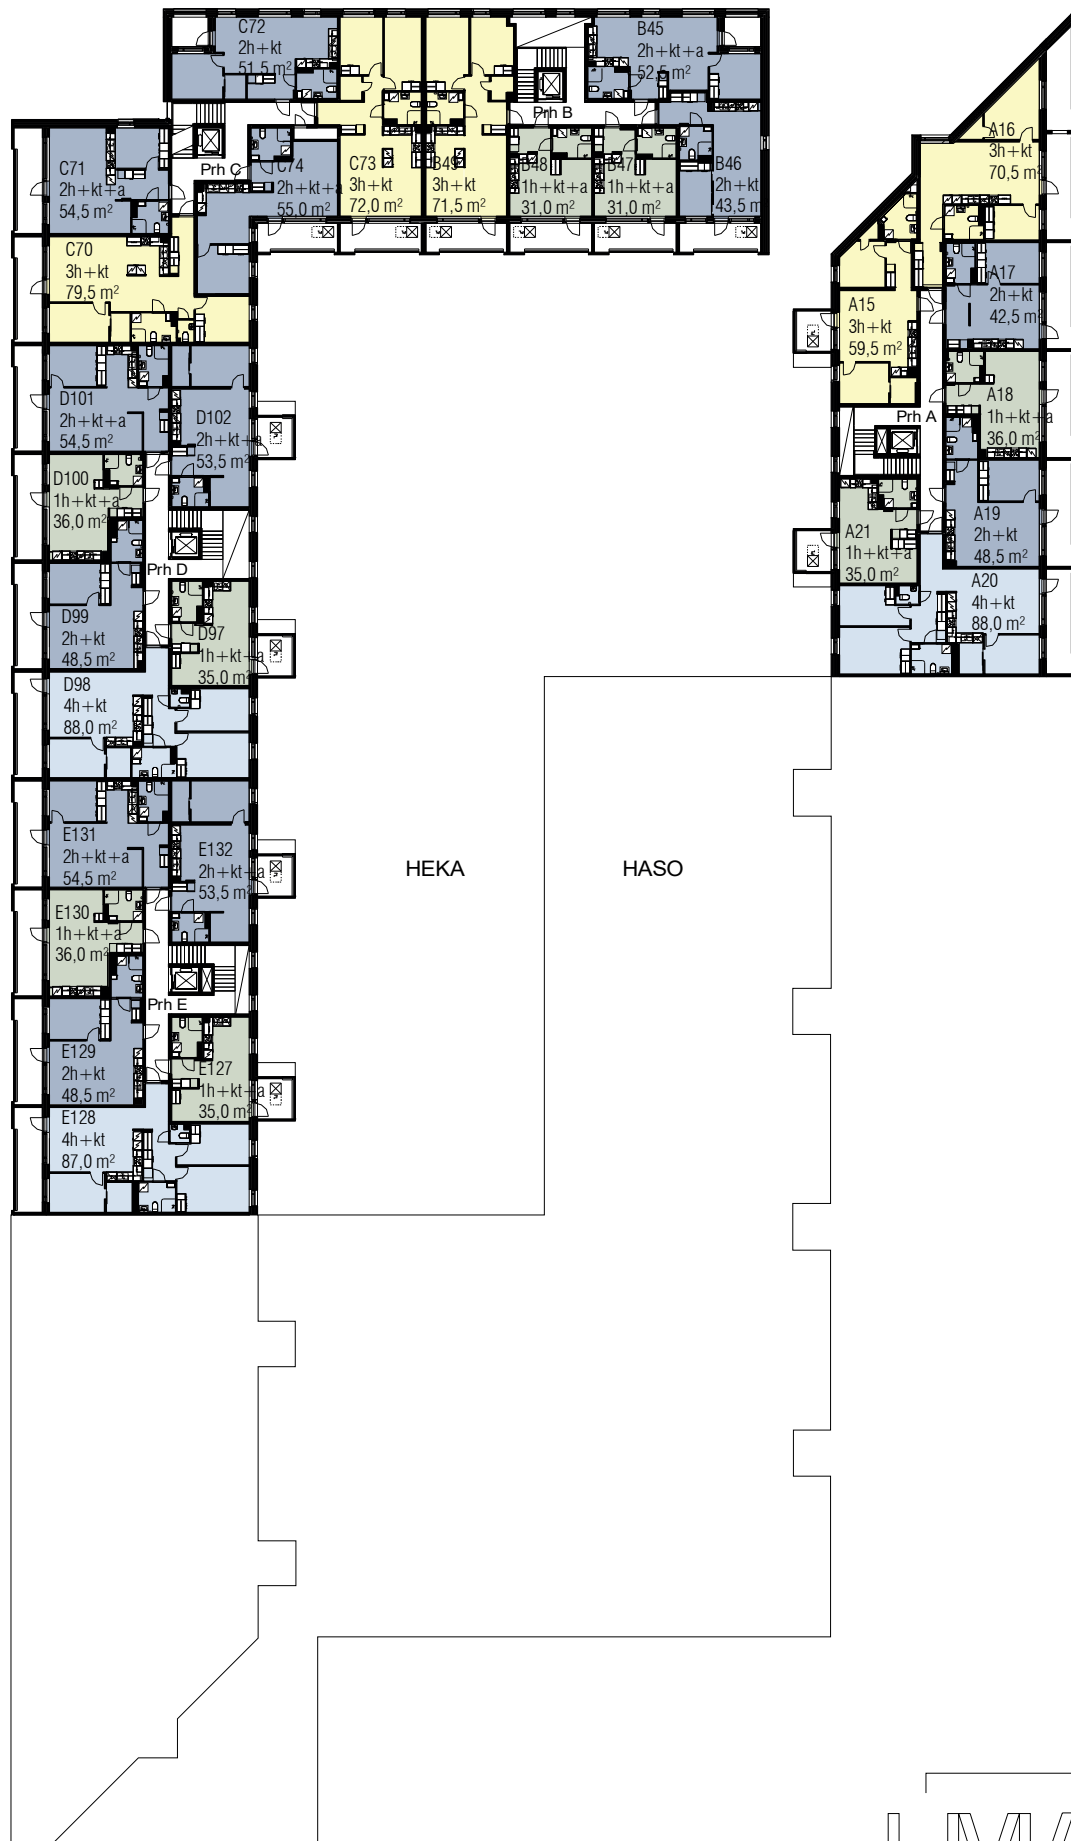 C72
2h+kt
51,5 m²
B45
2h+kt+a
52,5 m²
Prh B
Prh C
C71
2h+kt+a
54,5 m²
C74
2h+kt+a
55,0 m²
C73
3h+kt
72,0 m²
B49
3h+kt
71,5 m²
B48
1h+kt+a
31,0 m²
B47
1h+kt+a
31,0 m²
B46
2h+kt
43,5 m
A16
3h+kt
70,5 m²
C70
3h+kt
79,5 m²
A17
2h+kt
42,5 m²
A15
3h+kt
59,5 m²
D101
2h+kt+a
54,5 m²
D102
2h+kt+a
53,5 m²
A18
1h+kt+a
36,0 m²
Prh A
D100
1h+kt+a
36,0 m²
A19
2h+kt
48,5 m²
A21
1h+kt+a
35,0 m²
Prh D
A20
4h+kt
88,0 m²
D99
2h+kt
48,5 m²
D97
1h+kt+a
35,0 m²
D98
4h+kt
88,0 m²
E131
2h+kt+a
54,5 m²
E132
2h+kt+a
53,5 m²
HEKA
HASO
E130
1h+kt+a
36,0 m²
Prh E
E129
2h+kt
48,5 m²
E127
1h+kt+a
35,0 m²
E128
4h+kt
87,0 m²